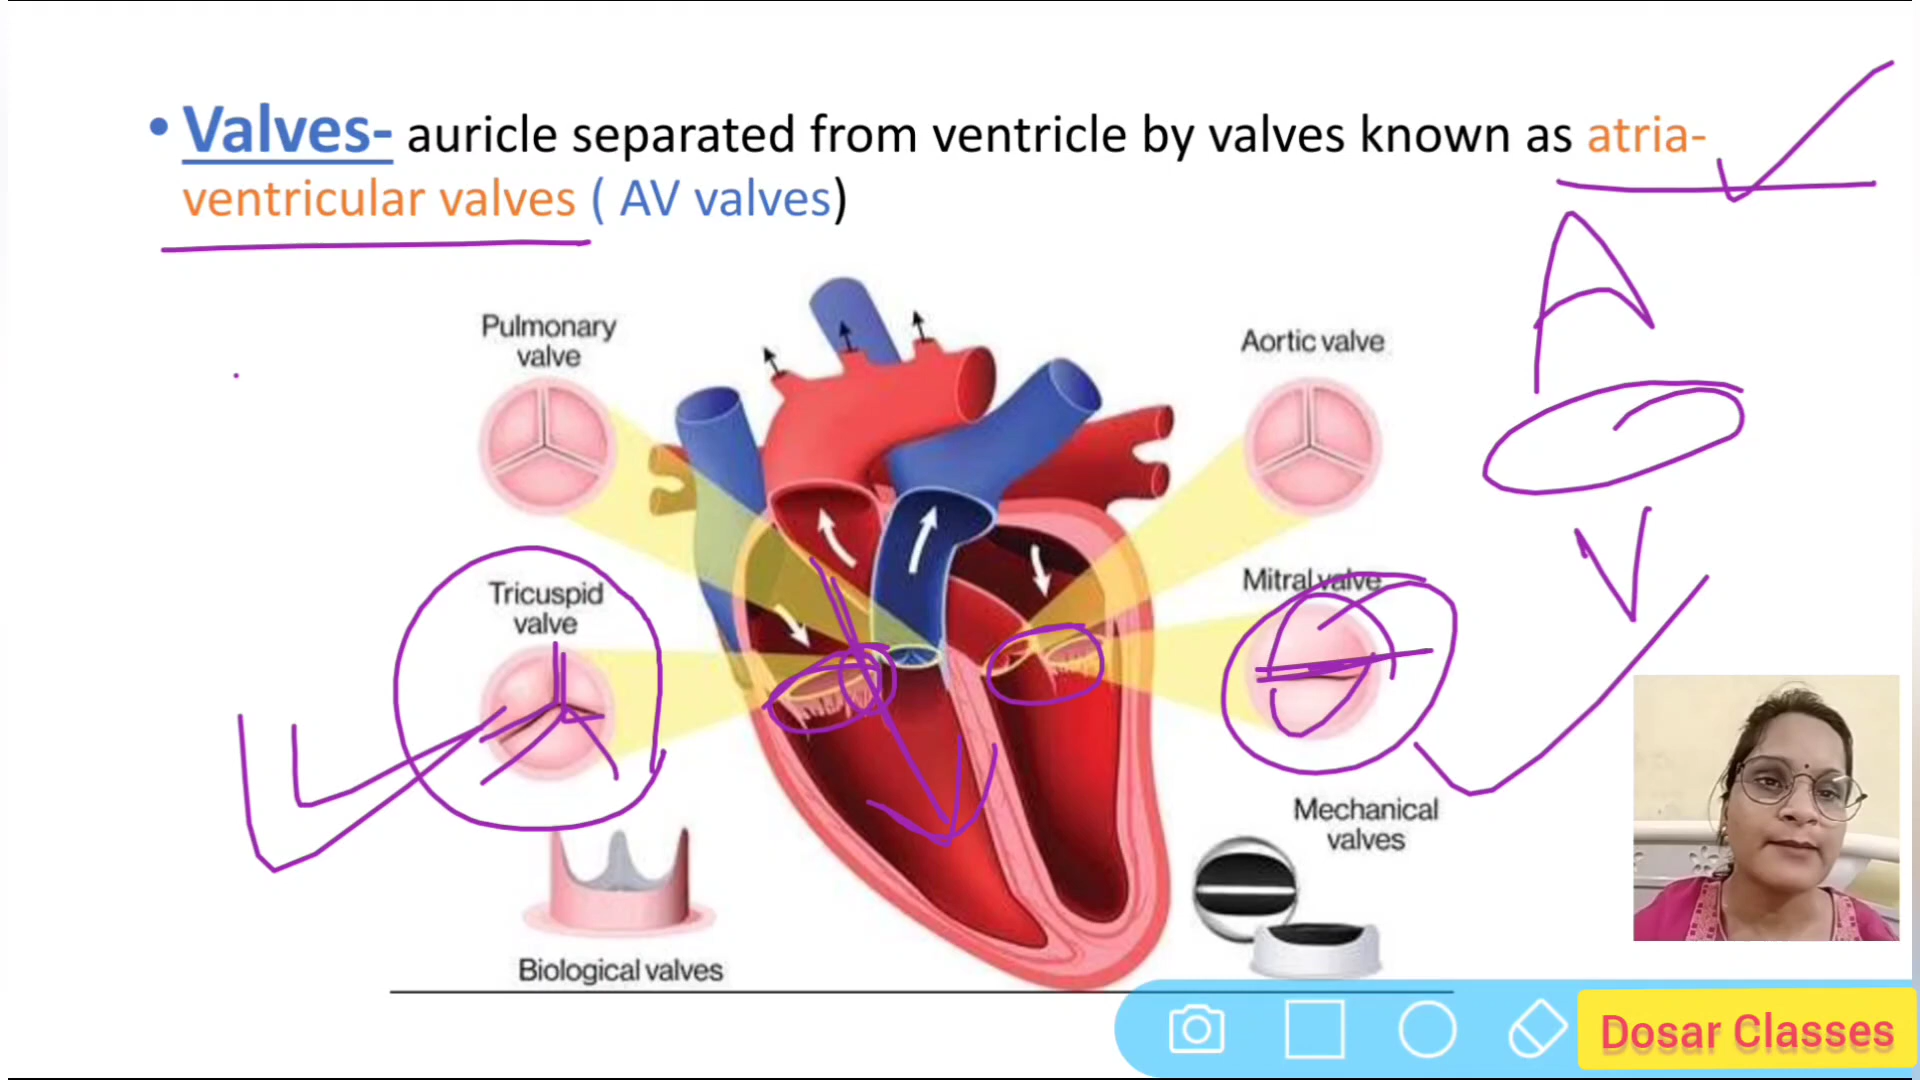 • Valves- auricle separated from ventricle by valves known as atria-
ventricular valves ( AV valves)
A
V
Pulmonary
valve
Aortic valve
Tricuspid
valve
Mitral valve
Mechanical
valves
Biological valves
Dosar Classes